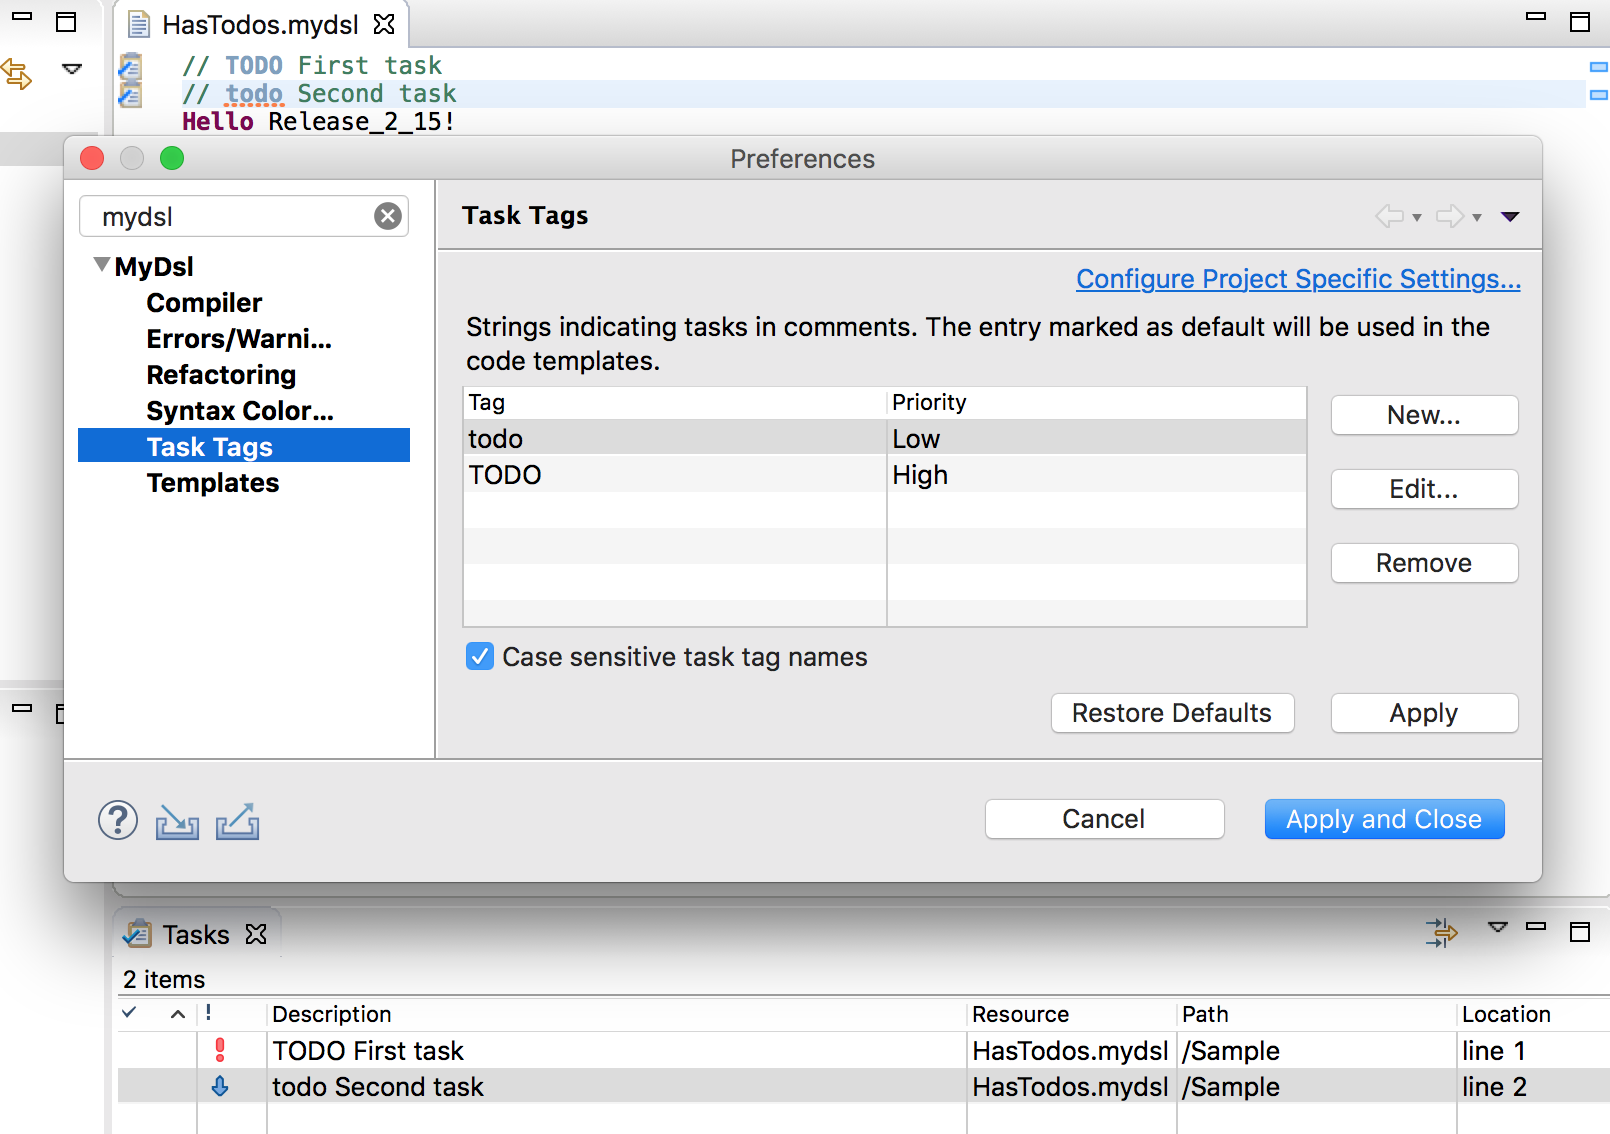 HasTodos.mydsl
// TODO First task
// todo Second task
Hello Release_2_15!
Preferences
mydsl
Task Tags
MyDsl
Compiler
Errors/Warni...
Refactoring
Syntax Color...
Task Tags
Templates
Configure Project Specific Settings...
Strings indicating tasks in comments. The entry marked as default will be used in the
code templates.
Tag Priority
todo Low
TODO High
New...
Edit...
Remove
Case sensitive task tag names
Restore Defaults Apply
? Cancel Apply and Close
Tasks
2 items
! Description Resource Path Location
TODO First task HasTodos.mydsl /Sample line 1
todo Second task HasTodos.mydsl /Sample line 2